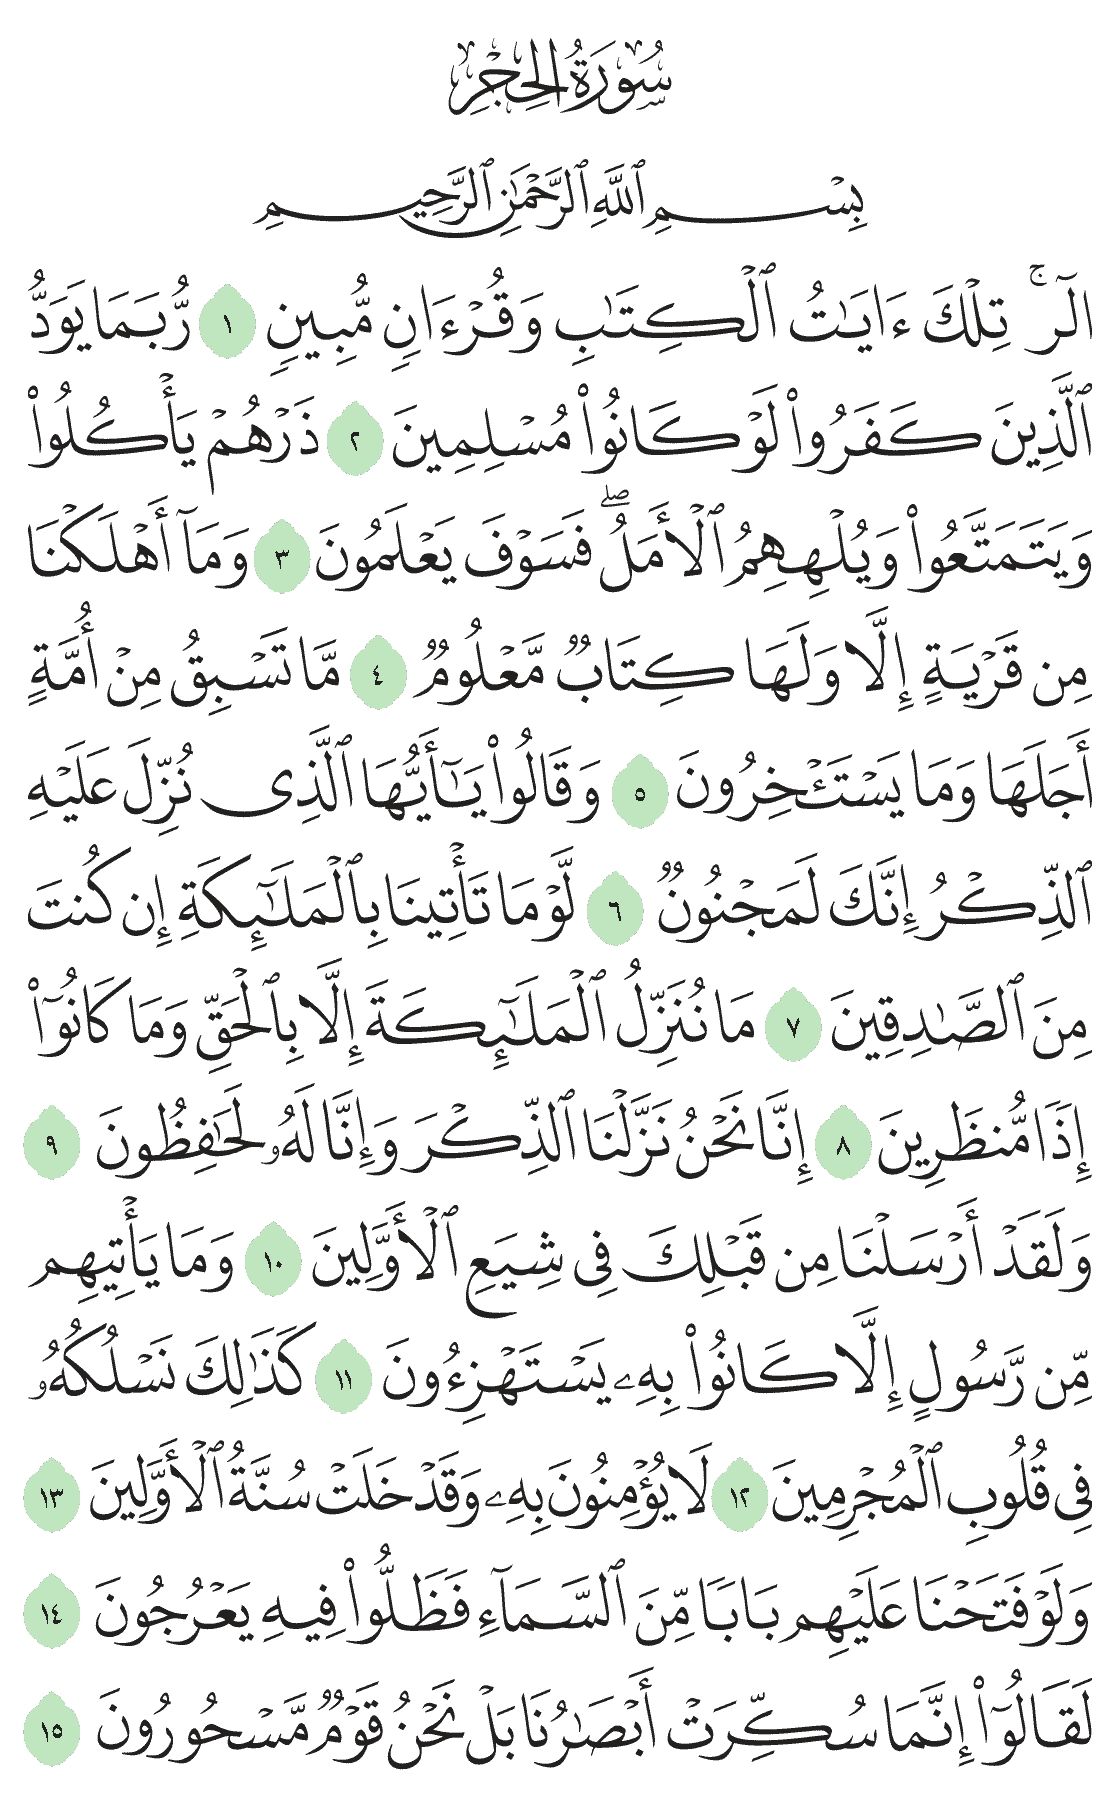 سُورَةُ الحِجْرِ
بِسْمِ ٱللَّهِ ٱلرَّحْمَٰنِ ٱلرَّحِيمِ
الٓرۚ تِلْكَ ءَايَٰتُ ٱلْكِتَٰبِ وَقُرْءَانٍ مُّبِينٍ ١ رُّبَمَا يَوَدُّ
ٱلَّذِينَ كَفَرُوا۟ لَوْ كَانُوا۟ مُسْلِمِينَ ٢ ذَرْهُمْ يَأْكُلُوا۟
وَيَتَمَتَّعُوا۟ وَيُلْهِهِمُ ٱلْأَمَلُۖ فَسَوْفَ يَعْلَمُونَ ٣ وَمَآ أَهْلَكْنَا
مِن قَرْيَةٍ إِلَّا وَلَهَا كِتَابٌ مَّعْلُومٌ ٤ مَّا تَسْبِقُ مِنْ أُمَّةٍ
أَجَلَهَا وَمَا يَسْتَـْٔخِرُونَ ٥ وَقَالُوا۟ يَٰٓأَيُّهَا ٱلَّذِى نُزِّلَ عَلَيْهِ
ٱلذِّكْرُ إِنَّكَ لَمَجْنُونٌ ٦ لَّوْ مَا تَأْتِينَا بِٱلْمَلَٰٓئِكَةِ إِن كُنتَ
مِنَ ٱلصَّٰدِقِينَ ٧ مَا نُنَزِّلُ ٱلْمَلَٰٓئِكَةَ إِلَّا بِٱلْحَقِّ وَمَا كَانُوٓا۟
إِذًا مُّنظَرِينَ ٨ إِنَّا نَحْنُ نَزَّلْنَا ٱلذِّكْرَ وَإِنَّا لَهُۥ لَحَٰفِظُونَ ٩
وَلَقَدْ أَرْسَلْنَا مِن قَبْلِكَ فِى شِيَعِ ٱلْأَوَّلِينَ ١٠ وَمَا يَأْتِيهِم
مِّن رَّسُولٍ إِلَّا كَانُوا۟ بِهِۦ يَسْتَهْزِءُونَ ١١ كَذَٰلِكَ نَسْلُكُهُۥ
فِى قُلُوبِ ٱلْمُجْرِمِينَ ١٢ لَا يُؤْمِنُونَ بِهِۦ وَقَدْ خَلَتْ سُنَّةُ ٱلْأَوَّلِينَ ١٣
وَلَوْ فَتَحْنَا عَلَيْهِم بَابًا مِّنَ ٱلسَّمَآءِ فَظَلُّوا۟ فِيهِ يَعْرُجُونَ ١٤
لَقَالُوٓا۟ إِنَّمَا سُكِّرَتْ أَبْصَٰرُنَا بَلْ نَحْنُ قَوْمٌ مَّسْحُورُونَ ١٥